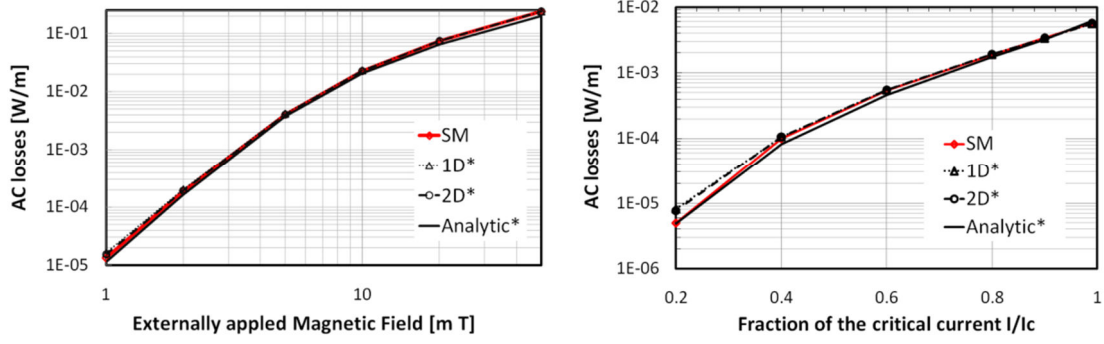 AC losses [W/m]
1E-01
1E-02
1E-03
1E-04
1E-05
SM
1D*
2D*
Analytic*
1
10
Externally appled Magnetic Field [m T]
AC losses [W/m]
1E-02
1E-03
1E-04
1E-05
1E-06
SM
1D*
2D*
Analytic*
0.2 0.4 0.6 0.8 1
Fraction of the critical current I/Ic